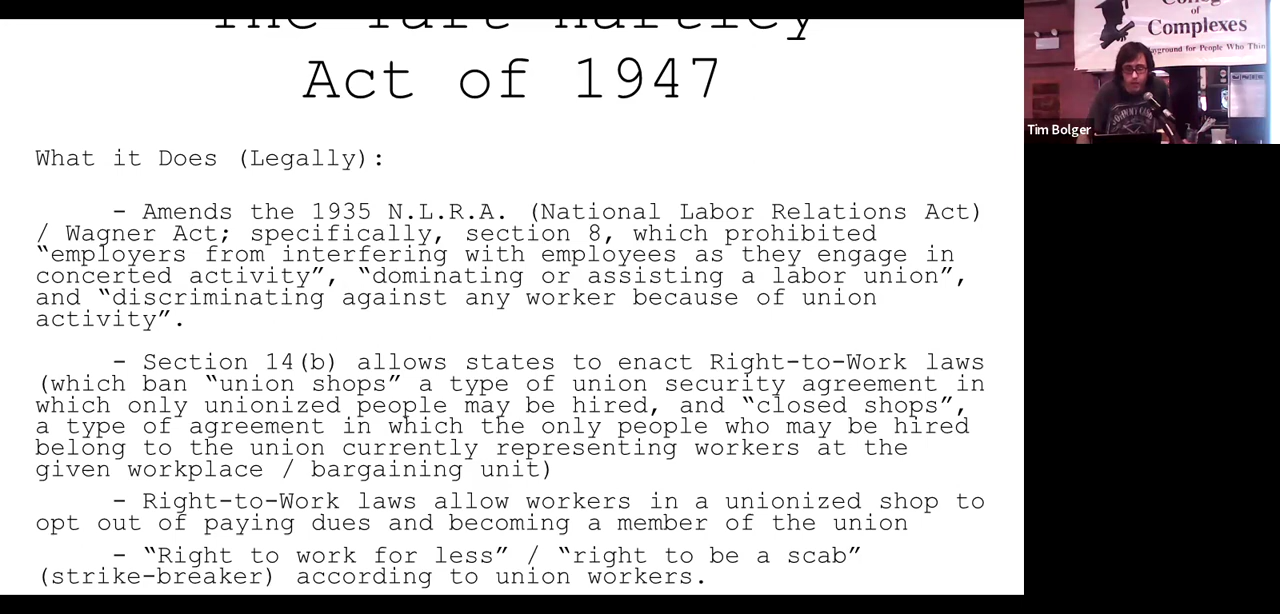 The Taft Hartley
Act of 1947
What it Does (Legally):
- Amends the 1935 N.L.R.A. (National Labor Relations Act)
/ Wagner Act; specifically, section 8, which prohibited
“employers from interfering with employees as they engage in
concerted activity”, “dominating or assisting a labor union”,
and “discriminating against any worker because of union
activity”.
- Section 14(b) allows states to enact Right-to-Work laws
(which ban “union shops” a type of union security agreement in
which only unionized people may be hired, and “closed shops”,
a type of agreement in which the only people who may be hired
belong to the union currently representing workers at the
given workplace / bargaining unit)
- Right-to-Work laws allow workers in a unionized shop to
opt out of paying dues and becoming a member of the union
- “Right to work for less” / “right to be a scab”
(strike-breaker) according to union workers.
of
Complexes
for People Who
Tim Bolger